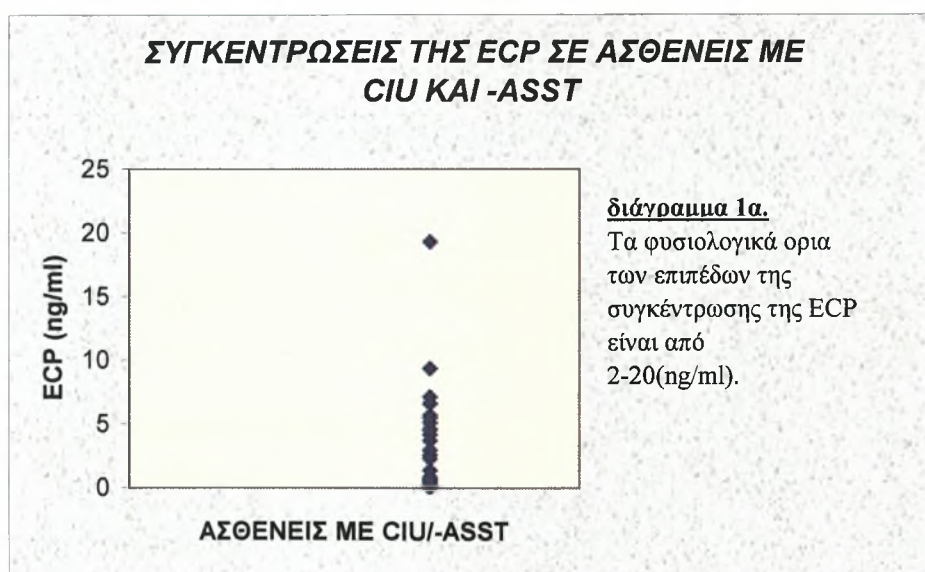 ΣΥΓΚΕΝΤΡΩΣΕΙΣ ΤΗΣ ECP ΣΕ ΑΣΘΕΝΕΙΣ ΜΕ
CIU ΚΑΙ -ASST
25
20
15
10
5
0
ECP (ng/ml)
ΑΣΘΕΝΕΙΣ ΜΕ CIU/-ASST
διάγραμμα 1α.
Τα φυσιολογικά ορια
των επιπέδων της
συγκέντρωσης της ECP
είναι από
2-20(ng/ml).